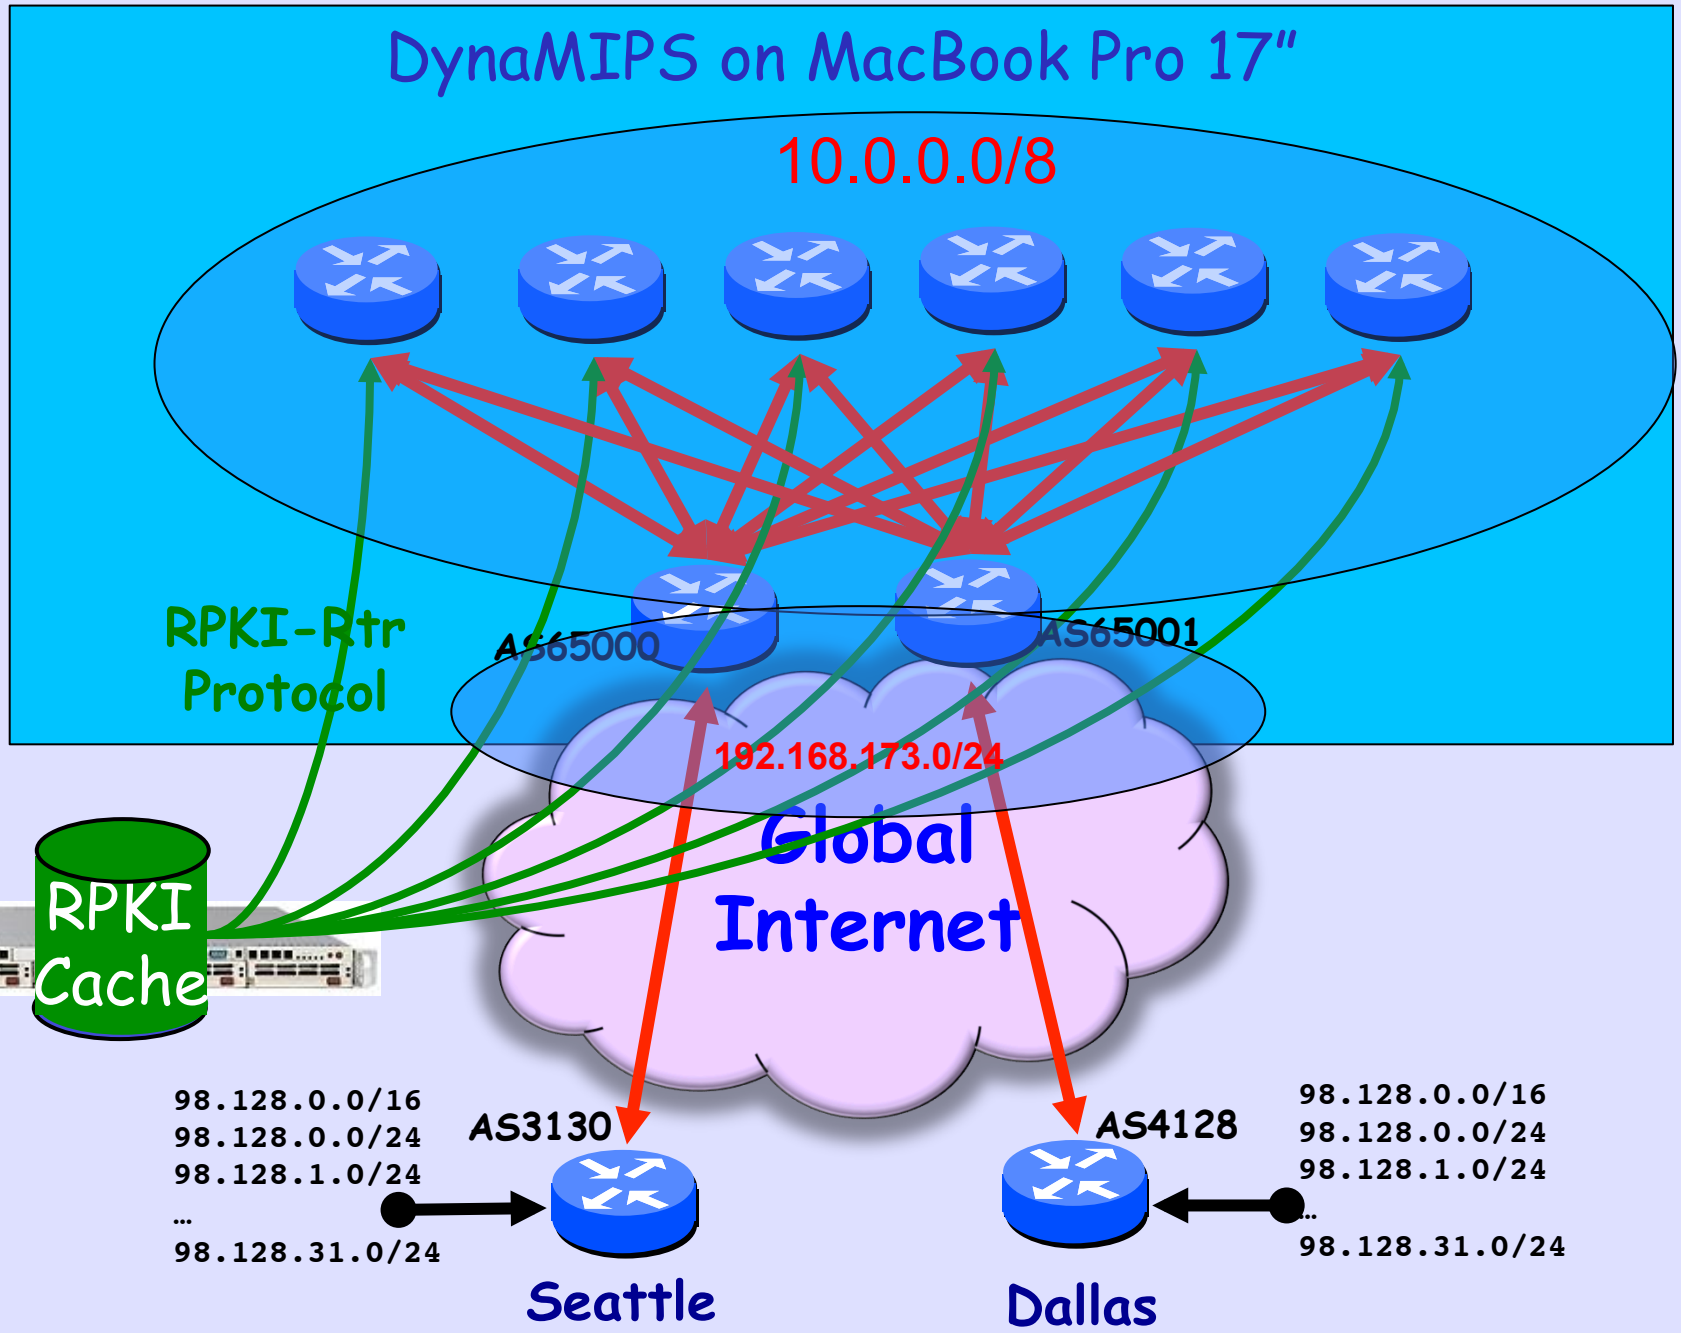 DynaMIPS on MacBook Pro 17"
10.0.0.0/8
RPKI-Rtr
Protocol
AS65000
AS65001
192.168.173.0/24
Global
Internet
RPKI
Cache
98.128.0.0/16
98.128.0.0/24
98.128.1.0/24
…
98.128.31.0/24
AS3130
AS4128
98.128.0.0/16
98.128.0.0/24
98.128.1.0/24
…
98.128.31.0/24
Seattle
Dallas